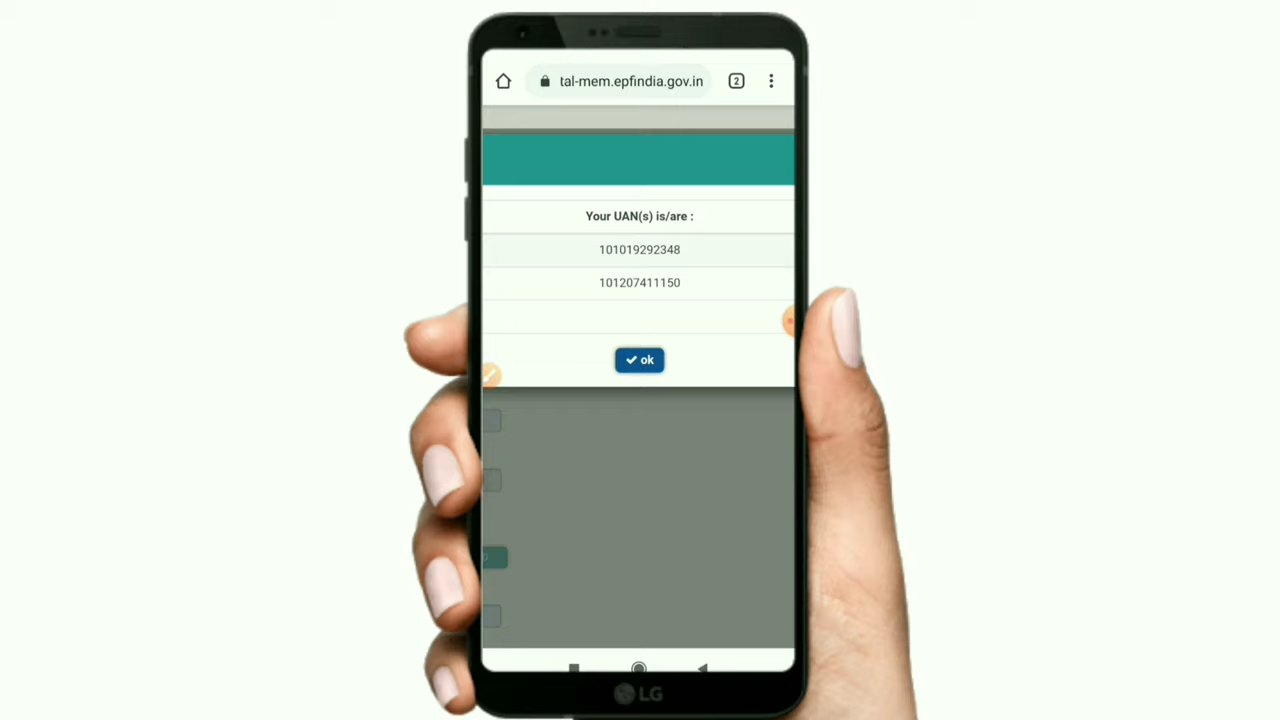 tal-mem.epfindia.gov.in
2
Your UAN(s) is/are :
101019292348
101207411150
ok
LG